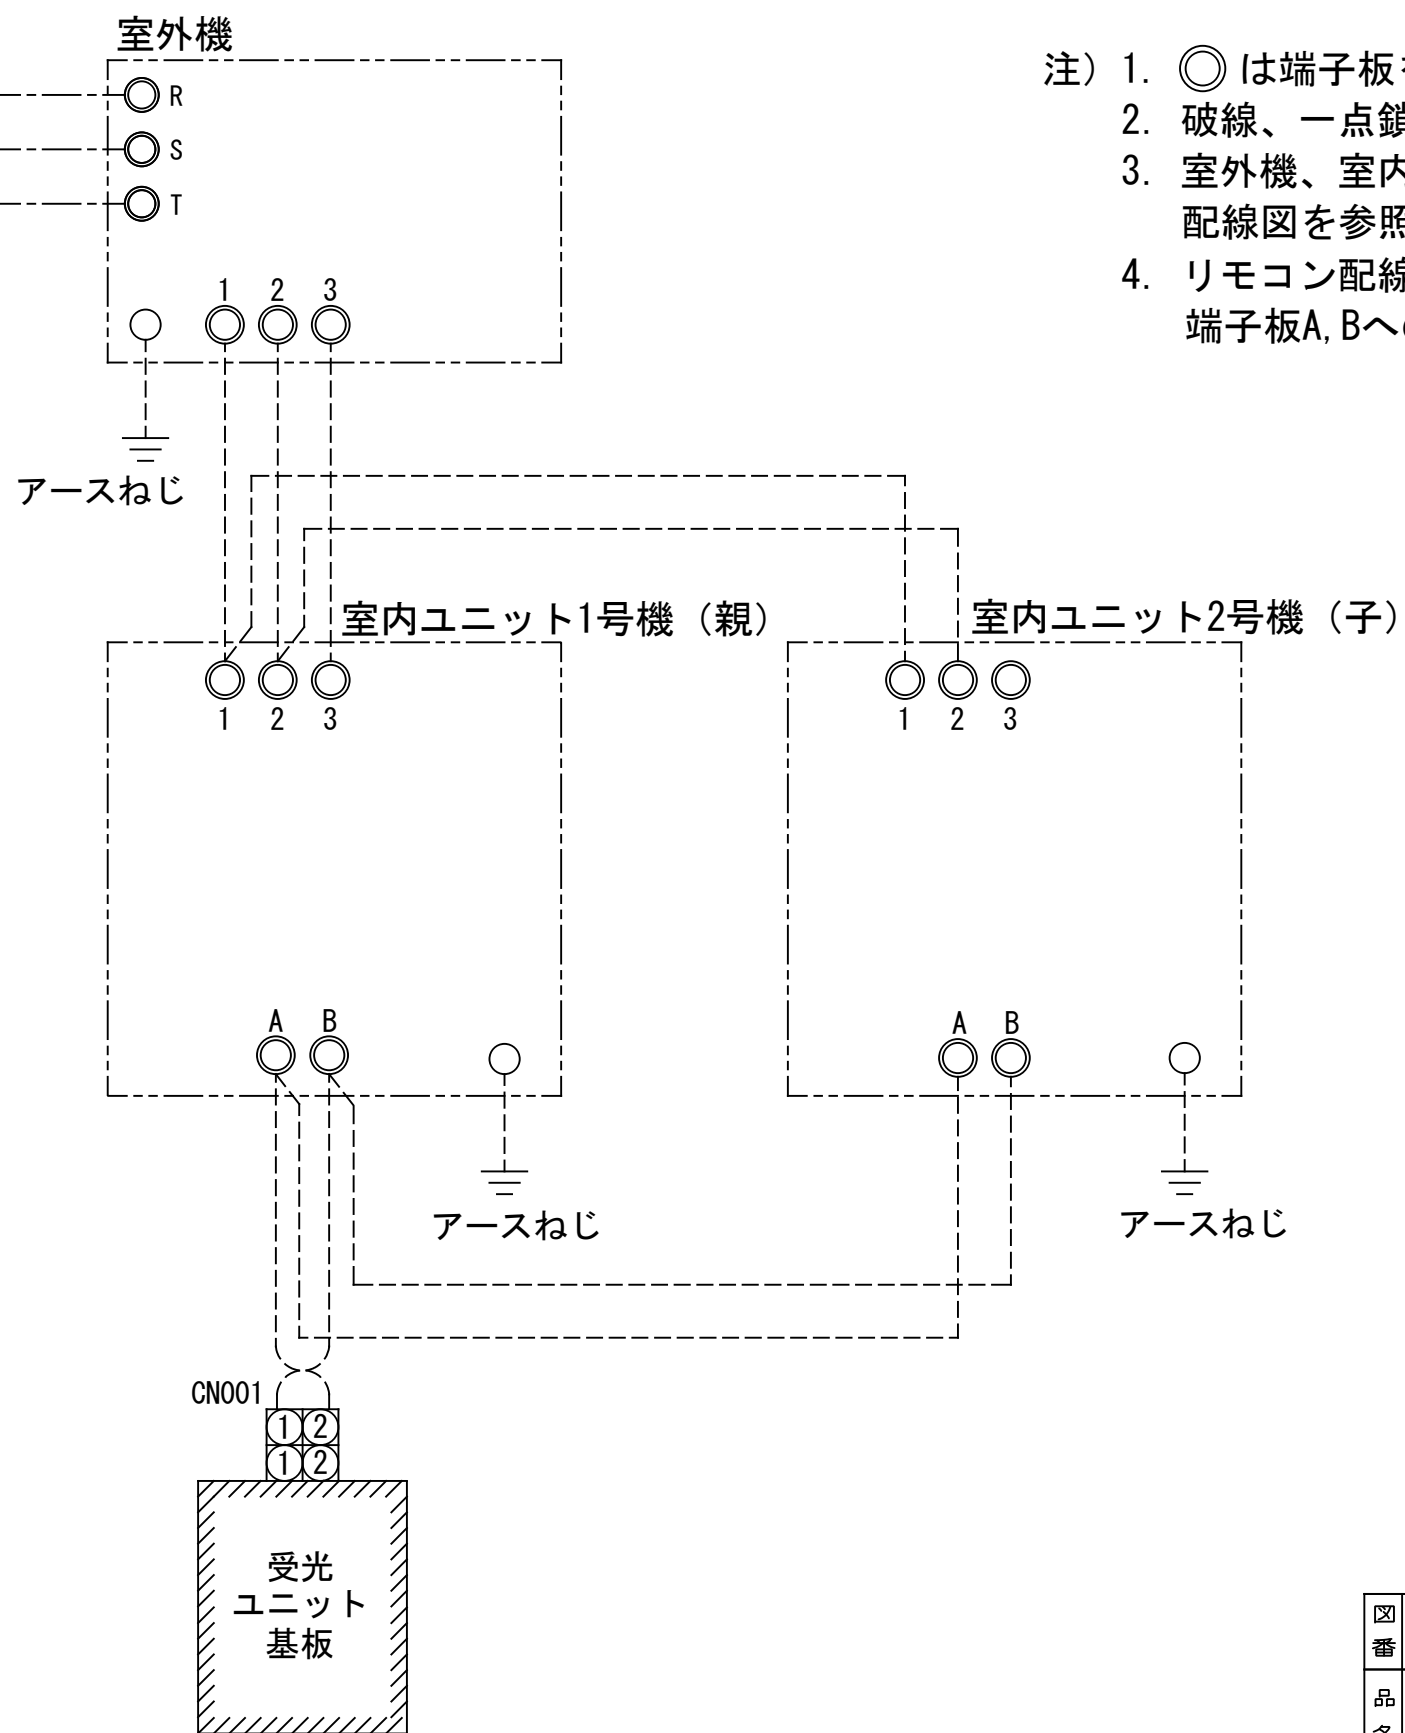 室外機
R
S
T
1 2 3
アースねじ
注) 1. ◎ は端子板
2. 破線、一点鎖
3. 室外機、室内
配線図を参照
4. リモコン配線
端子板A,Bへ
室内ユニット1号機（親）
1 2 3
A B
アースねじ
室内ユニット2号機（子）
1 2 3
A B
アースねじ
CN001
1 2
1 2
受光
ユニット
基板
図
番
品